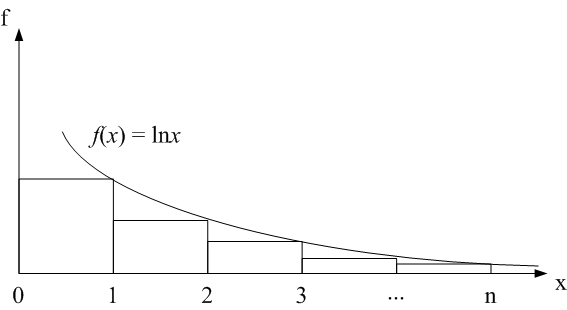 f
f(x) = lnx
0 1 2 3 ... n x